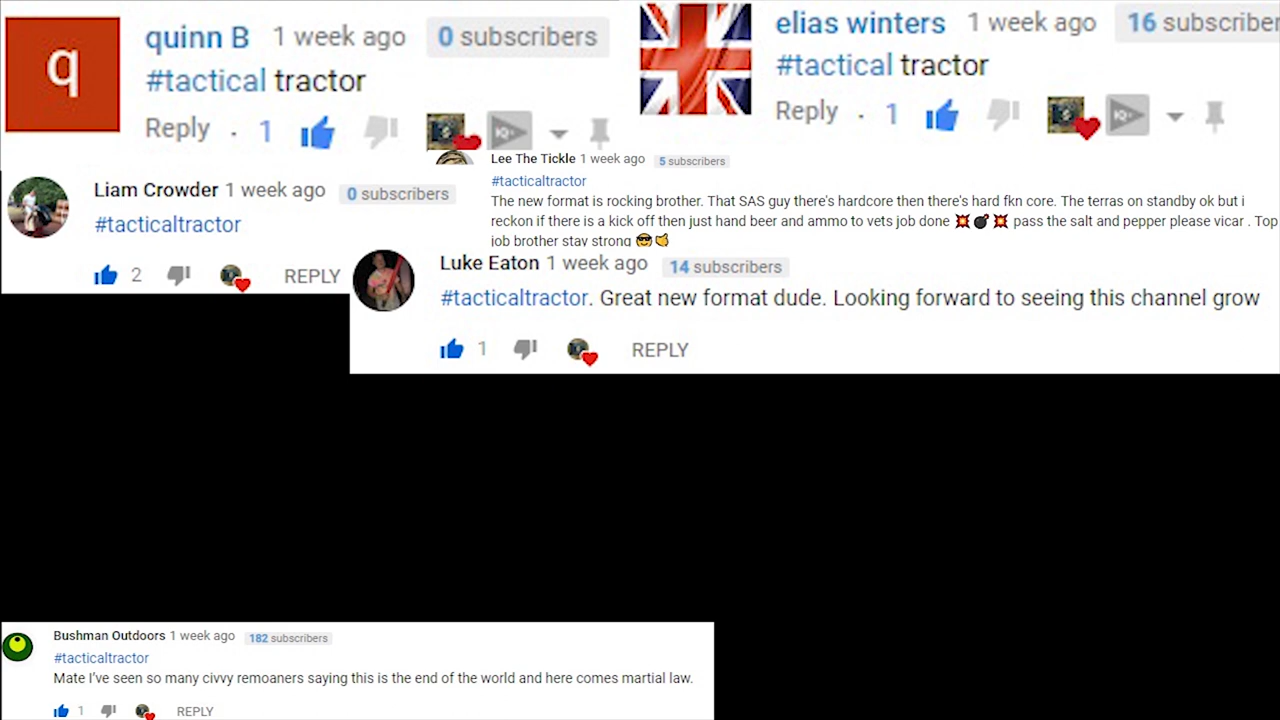 q
quinn B 1 week ago 0 subscribers
#tactical tractor
Reply . 1
elias winters 1 week ago 16 subscriber
#tactical tractor
Reply . 1
Liam Crowder 1 week ago 0 subscribers
#tacticaltractor
2 REPLY
Lee The Tickle 1 week ago 5 subscribers
#tacticaltractor
The new format is rocking brother. That SAS guy there's hardcore then there's hard fkn core. The terras on standby ok but i
reckon if there is a kick off then just hand beer and ammo to vets job done 💥💣💥 pass the salt and pepper please vicar . Top
job brother stay strong 😎🤙
Luke Eaton 1 week ago 14 subscribers
#tacticaltractor. Great new format dude. Looking forward to seeing this channel grow
1 REPLY
Bushman Outdoors 1 week ago 182 subscribers
#tacticaltractor
Mate I've seen so many civvy remoaners saying this is the end of the world and here comes martial law.
1 REPLY